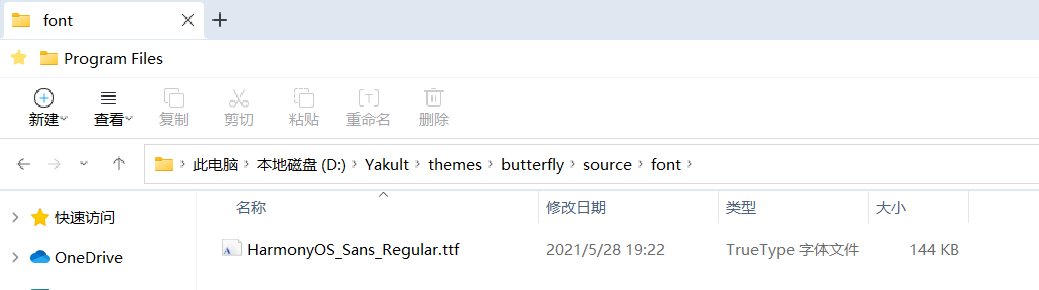 font
Program Files
新建 查看 复制 剪切 粘贴 重命名 删除
此电脑 › 本地磁盘 (D:) › Yakult › themes › butterfly › source › font ›
名称 修改日期 类型 大小
快速访问
HarmonyOS_Sans_Regular.ttf 2021/5/28 19:22 TrueType 字体文件 144 KB
OneDrive